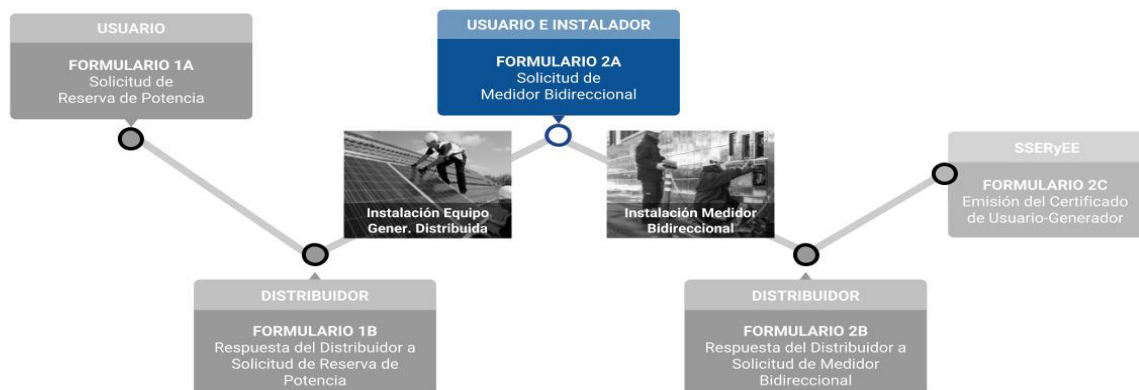 USUARIO
FORMULARIO 1A
Solicitud de
Reserva de Potencia
DISTRIBUIDOR
FORMULARIO 1B
Respuesta del Distribuidor a
Solicitud de Reserva de
Potencia
Instalación Equipo
Gener. Distribuida
USUARIO E INSTALADOR
FORMULARIO 2A
Solicitud de
Medidor Bidireccional
Instalación Medidor
Bidireccional
DISTRIBUIDOR
FORMULARIO 2B
Respuesta del Distribuidor a
Solicitud de Medidor
Bidireccional
SSERyEE
FORMULARIO 2C
Emisión del Certificado
de Usuario-Generador